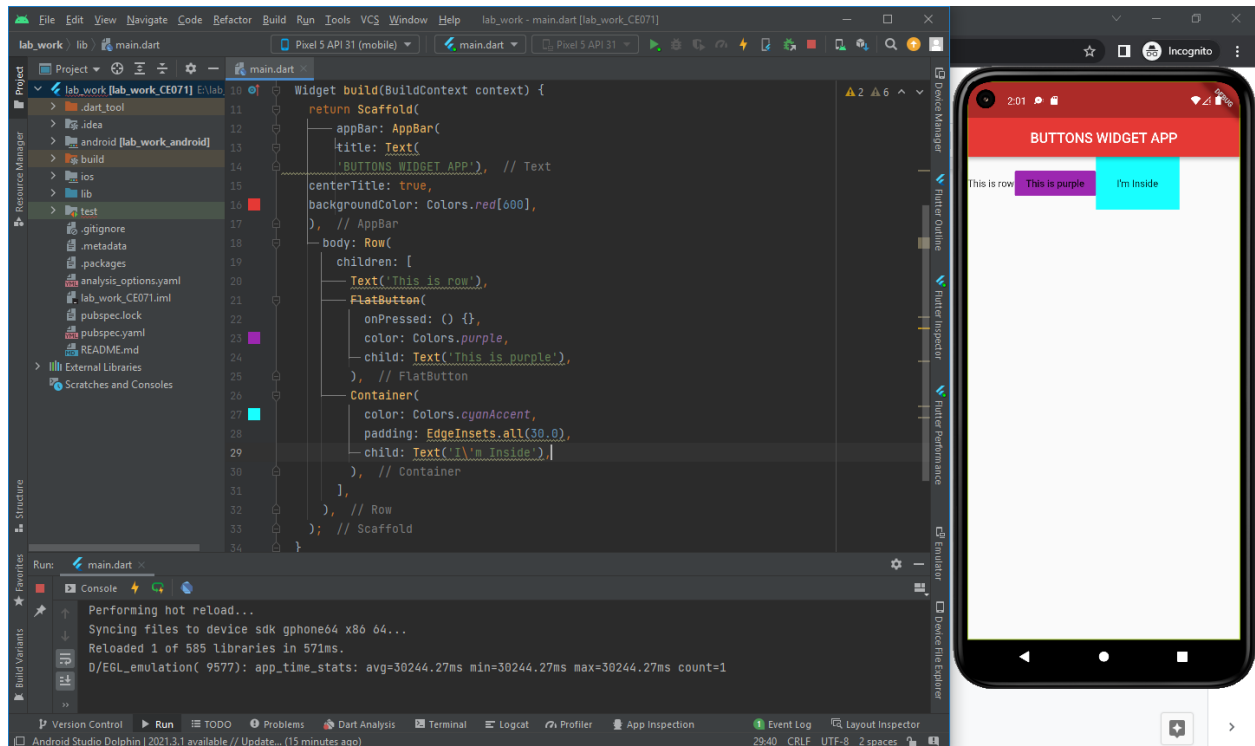 File Edit View Navigate Code Refactor Build Run Tools VCS Window Help lab_work - main.dart [lab_work_CE071]
lab_work lib main.dart Pixel 5 API 31 (mobile) main.dart Pixel 5 API 31
Incognito
Project main.dart
lab_work [lab_work_CE071] E:\lab
.dart_tool
.idea
android [lab_work_android]
build
ios
lib
test
.gitignore
.metadata
.packages
analysis_options.yaml
lab_work_CE071.iml
pubspec.lock
pubspec.yaml
README.md
External Libraries
Scratches and Consoles
2 6
10 Widget build(BuildContext context) {
11 return Scaffold(
12 appBar: AppBar(
13 title: Text(
14 'BUTTONS WIDGET APP'), // Text
15 centerTitle: true,
16 backgroundColor: Colors.red[600],
17 ), // AppBar
18 body: Row(
19 children: [
20 Text('This is row'),
21 FlatButton(
22 onPressed: () {},
23 color: Colors.purple,
24 child: Text('This is purple'),
25 ), // FlatButton
26 Container(
27 color: Colors.cyanAccent,
28 padding: EdgeInsets.all(30.0),
29 child: Text('I\'m Inside'),
30 ), // Container
31 ],
32 ), // Row
33 ); // Scaffold
34 }
Project
Resource Manager
Structure
Favorites
Build Variants
Device Manager
Flutter Outline
Flutter Inspector
Flutter Performance
Emulator
Device File Explorer
2:01
DEBUG
BUTTONS WIDGET APP
This is row This is purple I'm Inside
Run: main.dart
Console
Performing hot reload...
Syncing files to device sdk gphone64 x86 64...
Reloaded 1 of 585 libraries in 571ms.
D/EGL_emulation( 9577): app_time_stats: avg=30244.27ms min=30244.27ms max=30244.27ms count=1
Version Control Run TODO Problems Dart Analysis Terminal Logcat Profiler App Inspection 1 Event Log Layout Inspector
Android Studio Dolphin | 2021.3.1 available // Update... (15 minutes ago) 29:40 CRLF UTF-8 2 spaces